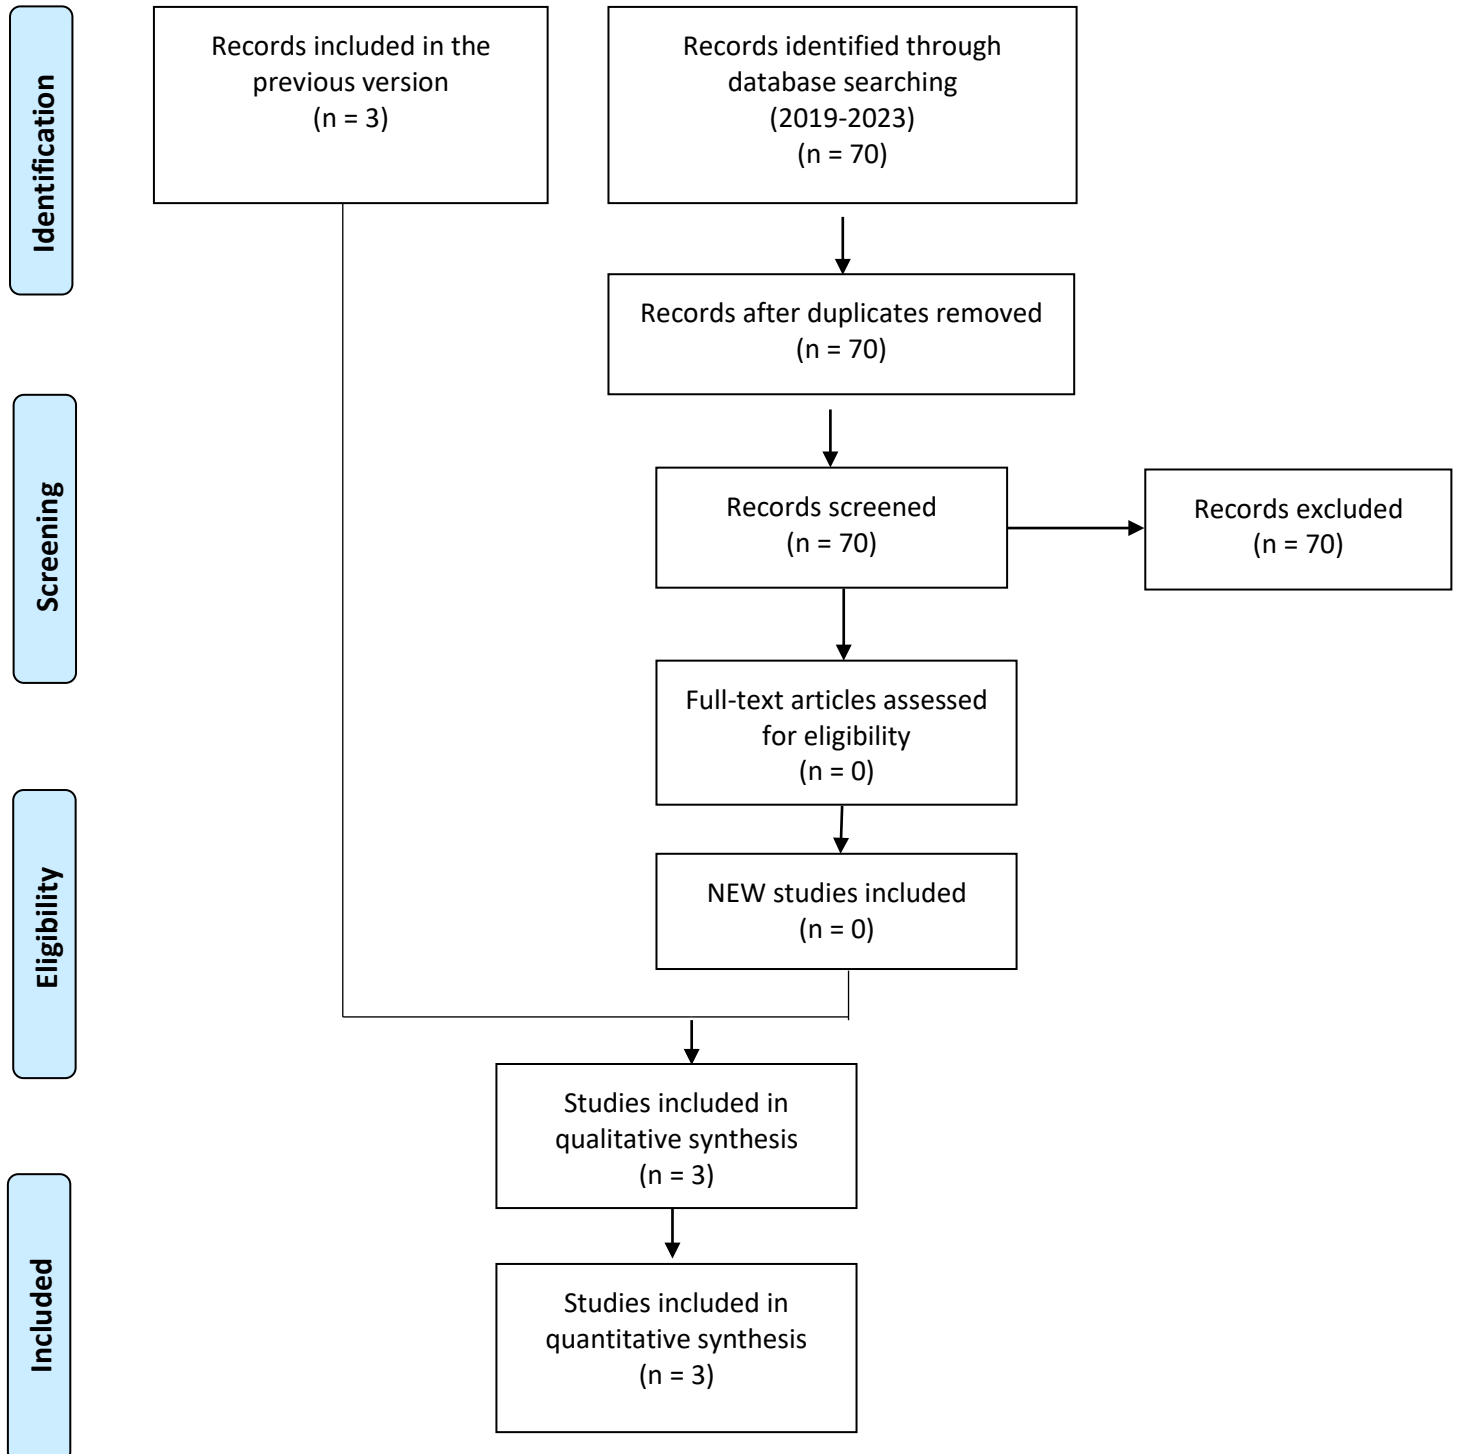 Identification
Records included in the
previous version
(n = 3)
Records identified through
database searching
(2019-2023)
(n = 70)
Records after duplicates removed
(n = 70)
Screening
Records screened
(n = 70)
Records excluded
(n = 70)
Full-text articles assessed
for eligibility
(n = 0)
Eligibility
NEW studies included
(n = 0)
Studies included in
qualitative synthesis
(n = 3)
Included
Studies included in
quantitative synthesis
(n = 3)